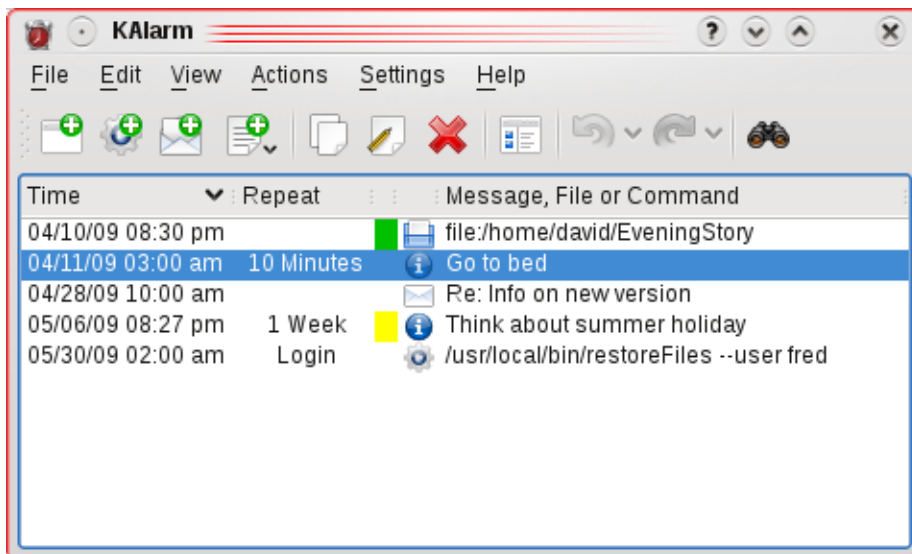 KAlarm
File Edit View Actions Settings Help
Time Repeat Message, File or Command
04/10/09 08:30 pm file:/home/david/EveningStory
04/11/09 03:00 am 10 Minutes Go to bed
04/28/09 10:00 am Re: Info on new version
05/06/09 08:27 pm 1 Week Think about summer holiday
05/30/09 02:00 am Login /usr/local/bin/restoreFiles --user fred